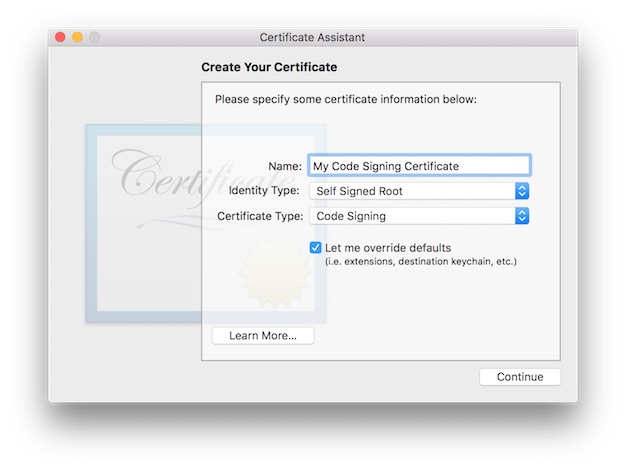 Certificate Assistant
Create Your Certificate
Please specify some certificate information below:
Certificate
Name: My Code Signing Certificate
Identity Type: Self Signed Root
Certificate Type: Code Signing
Let me override defaults
(i.e. extensions, destination keychain, etc.)
Learn More...
Continue